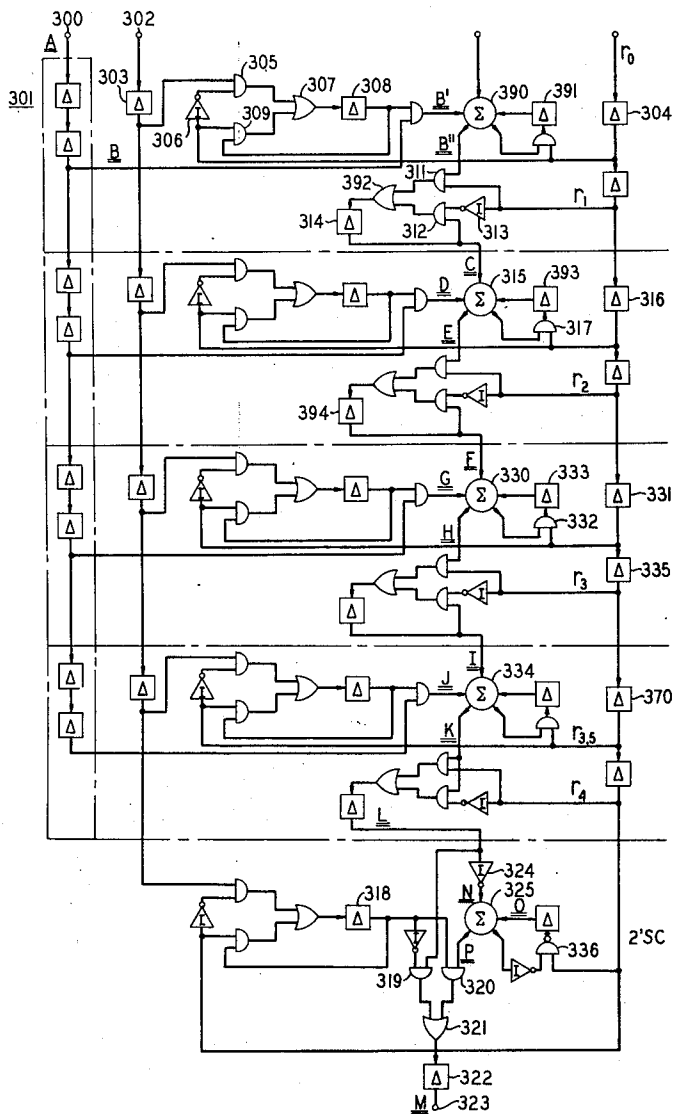 300 302
A r₀
305
301 303 Δ Δ 307 308 B' 390 391 304
Δ Δ Σ Δ Δ
306 I 309
B B"
Δ 311 Δ
392
314 Δ 312 I 313 r₁
C
Δ Δ Δ D 315 393 316
I Σ Δ Δ
Δ E 317
Δ
394 Δ I r₂
F
Δ Δ Δ G 330 333 331
I Σ Δ Δ
Δ H 332
Δ 335
Δ I r₃
I
Δ Δ Δ J 334 Δ 370
I Σ Δ
Δ K r₃,₅
Δ
Δ I r₄
L
I 324
318 N 325
I Δ Σ O Δ 2'SC
I P 336
319 320 I
321
Δ 322
M 323